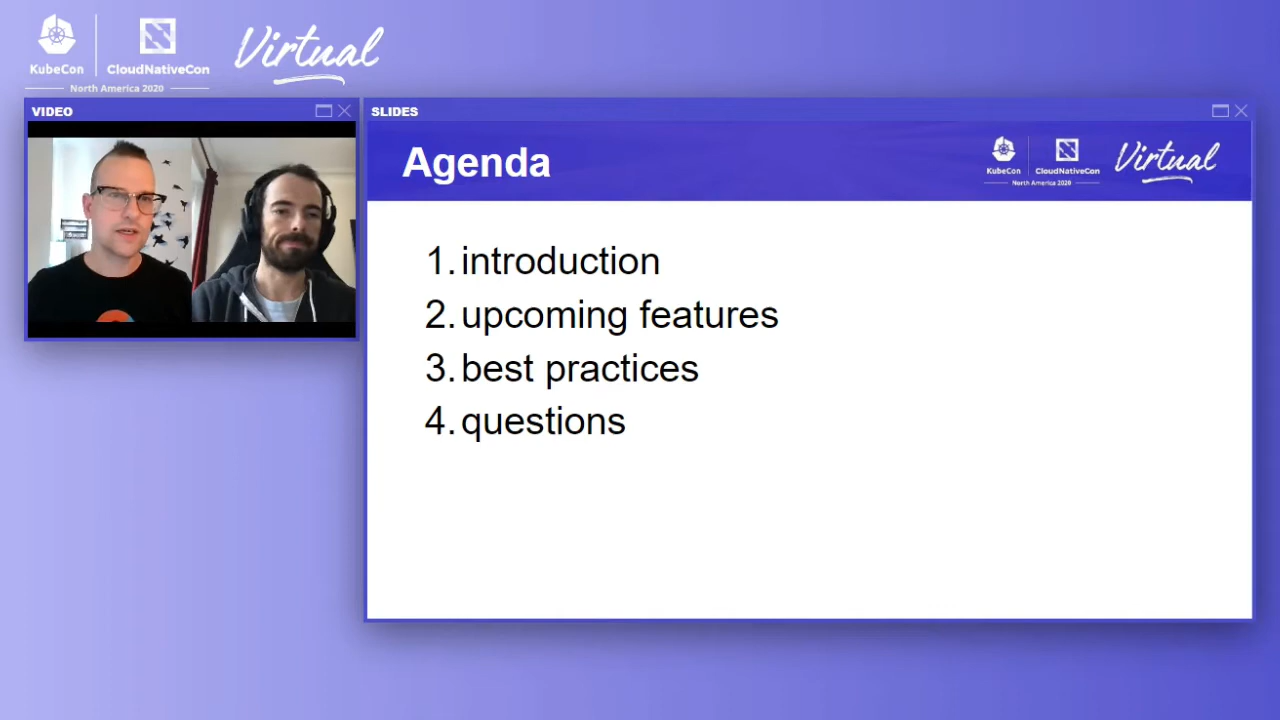 KubeCon
CloudNativeCon
North America 2020
Virtual
VIDEO
SLIDES
Agenda
KubeCon
CloudNativeCon
North America 2020
Virtual
1. introduction
2. upcoming features
3. best practices
4. questions